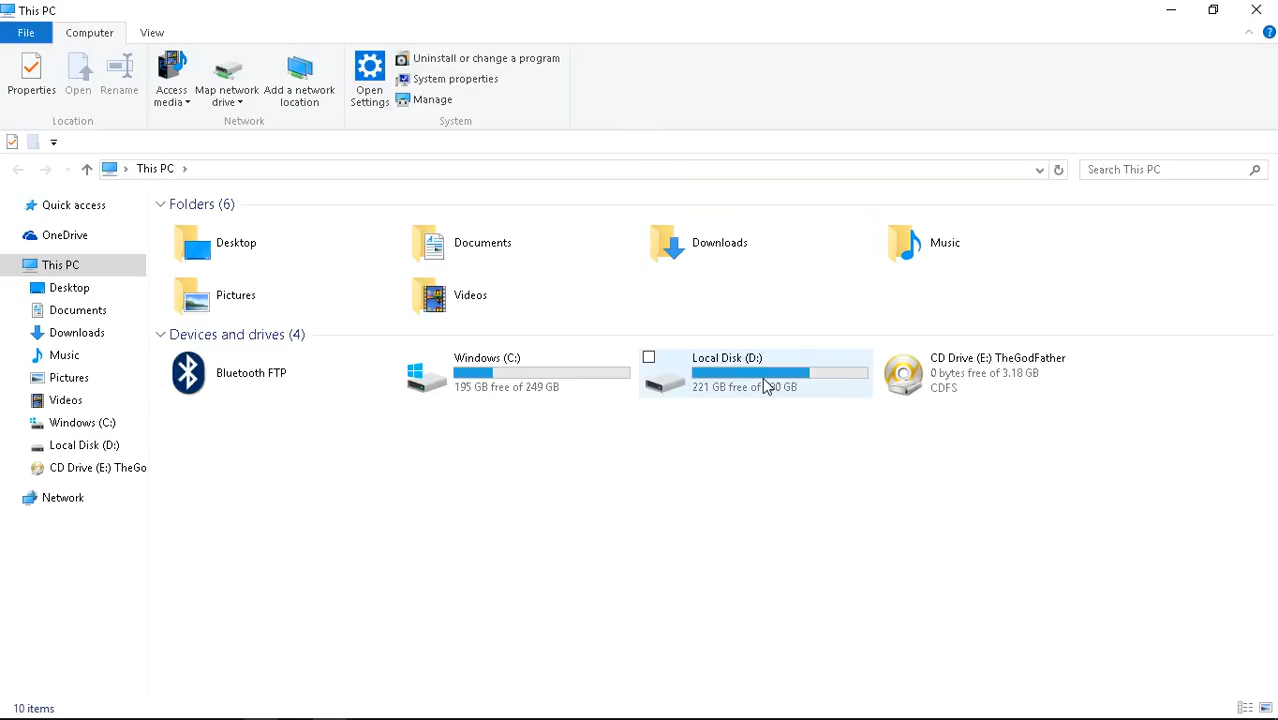 This PC
File
Computer
View
Properties
Open
Rename
Location
Access media
Map network drive
Add a network location
Network
Open Settings
Uninstall or change a program
System properties
Manage
System
This PC
Search This PC
Quick access
OneDrive
This PC
Desktop
Documents
Downloads
Music
Pictures
Videos
Windows (C:)
Local Disk (D:)
CD Drive (E:) TheGo
Network
Folders (6)
Desktop
Documents
Downloads
Music
Pictures
Videos
Devices and drives (4)
Bluetooth FTP
Windows (C:)
195 GB free of 249 GB
Local Disk (D:)
221 GB free of GB
CD Drive (E:) TheGodFather
0 bytes free of 3.18 GB
CDFS
10 items